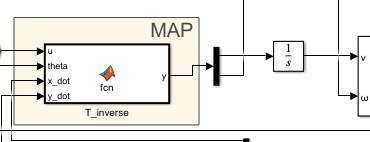 MAP
u
theta
x_dot
y_dot
fcn
y
T_inverse
1
s
v
ω